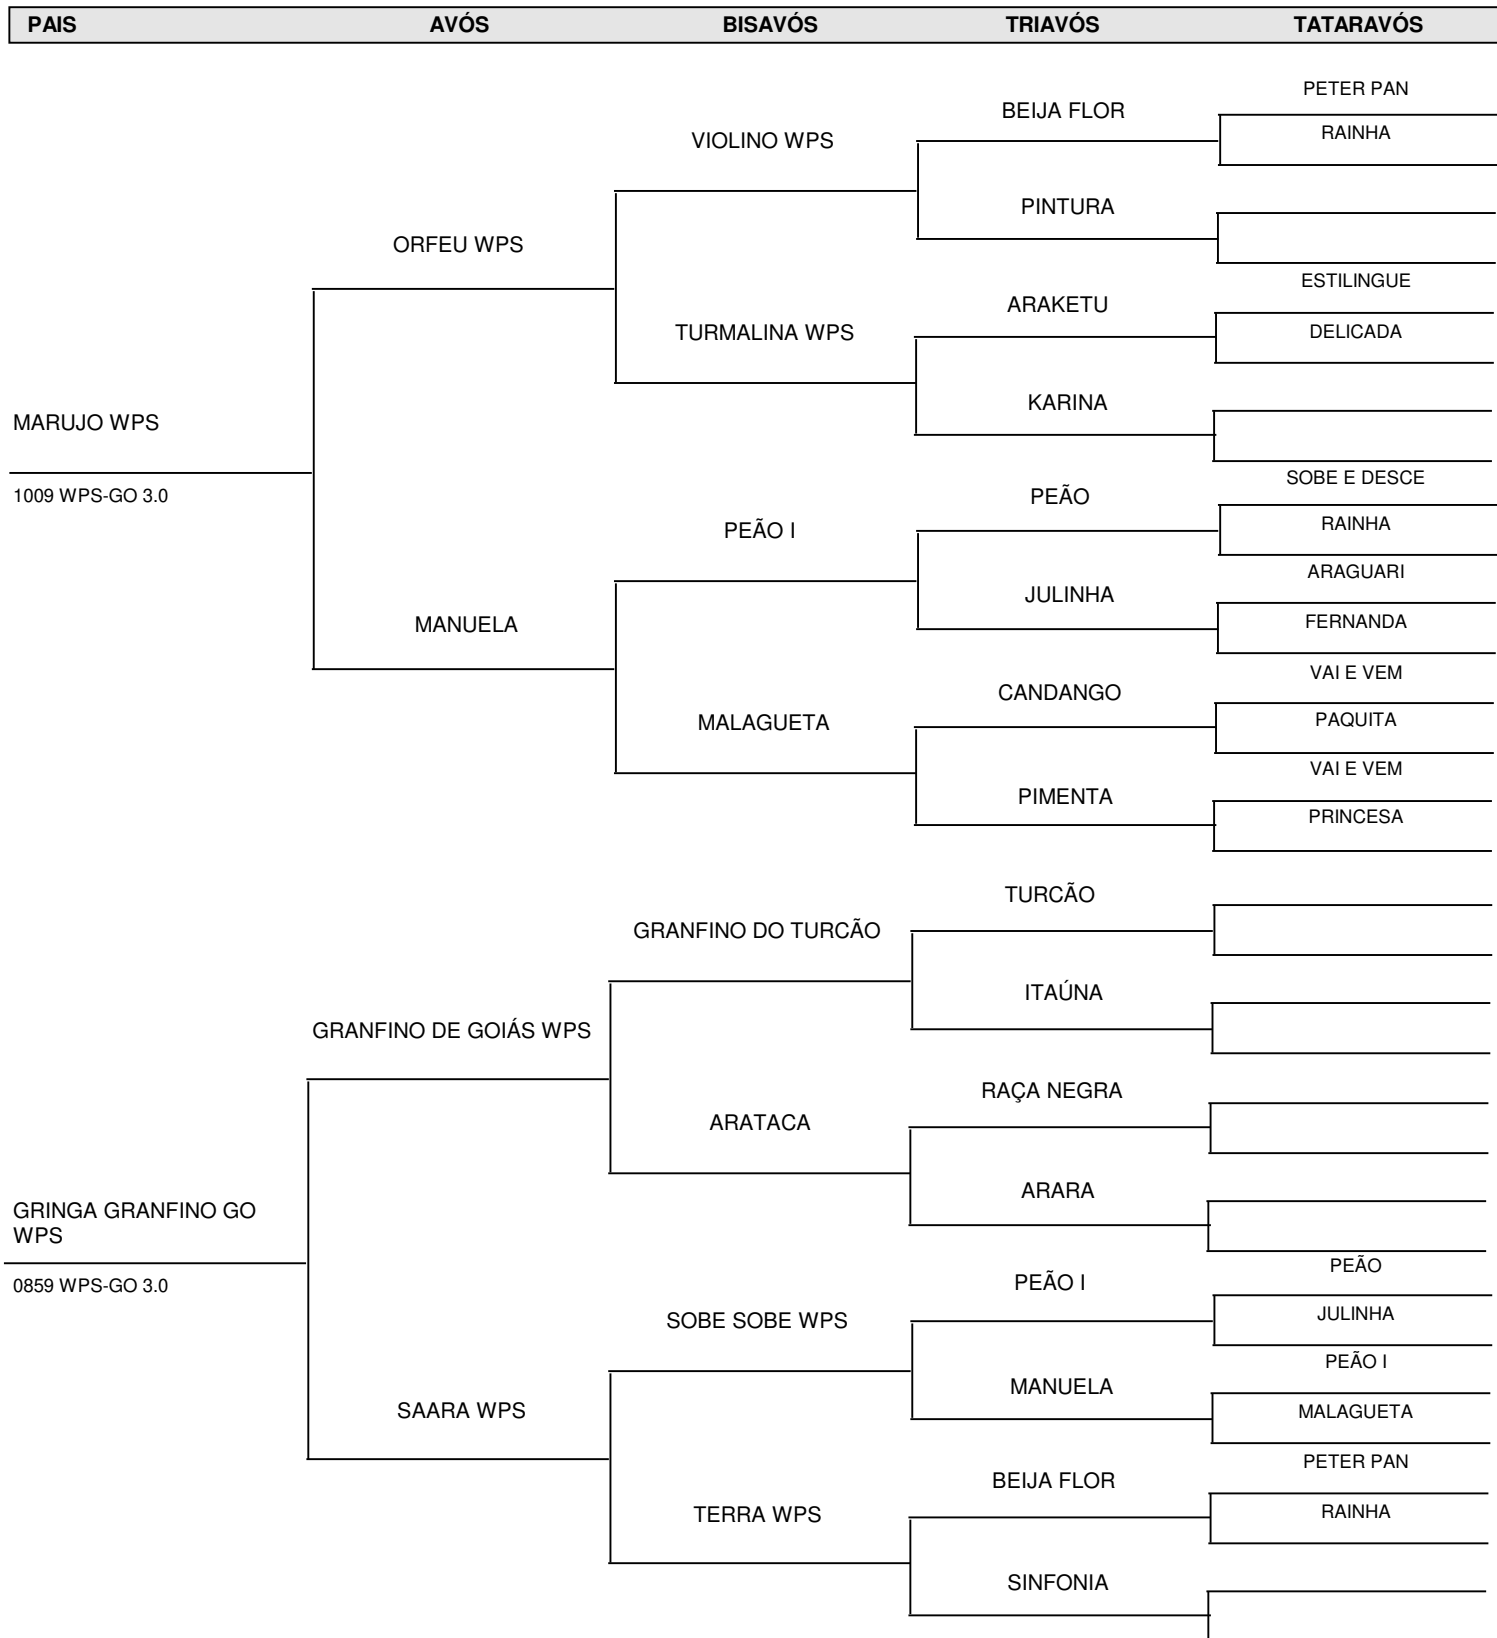 PAIS AVÓS BISAVÓS TRIAVÓS TATARAVÓS
PETER PAN
BEIJA FLOR
RAINHA
VIOLINO WPS
PINTURA
ORFEU WPS
ESTILINGUE
ARAKETU
TURMALINA WPS
DELICADA
KARINA
MARUJO WPS
SOBE E DESCE
1009 WPS-GO 3.0
PEÃO
RAINHA
PEÃO I
ARAGUARI
JULINHA
MANUELA
FERNANDA
VAI E VEM
CANDANGO
MALAGUETA
PAQUITA
VAI E VEM
PIMENTA
PRINCESA
TURCÃO
GRANFINO DO TURCÃO
ITAÚNA
GRANFINO DE GOIÁS WPS
RAÇA NEGRA
ARATACA
ARARA
GRINGA GRANFINO GO
WPS
PEÃO
0859 WPS-GO 3.0
PEÃO I
JULINHA
SOBE SOBE WPS
PEÃO I
MANUELA
SAARA WPS
MALAGUETA
PETER PAN
BEIJA FLOR
RAINHA
TERRA WPS
SINFONIA